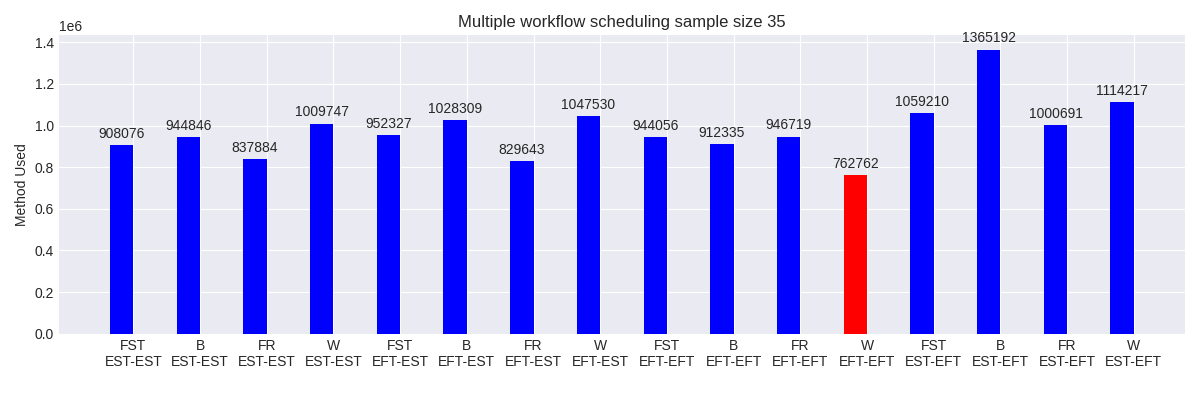 Multiple workflow scheduling sample size 35
1e6
1.4
1.2
1.0
0.8
0.6
0.4
0.2
0.0
Method Used
908076
944846
837884
1009747
952327
1028309
829643
1047530
944056
912335
946719
762762
1059210
1365192
1000691
1114217
FST
EST-EST
B
EST-EST
FR
EST-EST
W
EST-EST
FST
EFT-EST
B
EFT-EST
FR
EFT-EST
W
EFT-EST
FST
EFT-EFT
B
EFT-EFT
FR
EFT-EFT
W
EFT-EFT
FST
EST-EFT
B
EST-EFT
FR
EST-EFT
W
EST-EFT